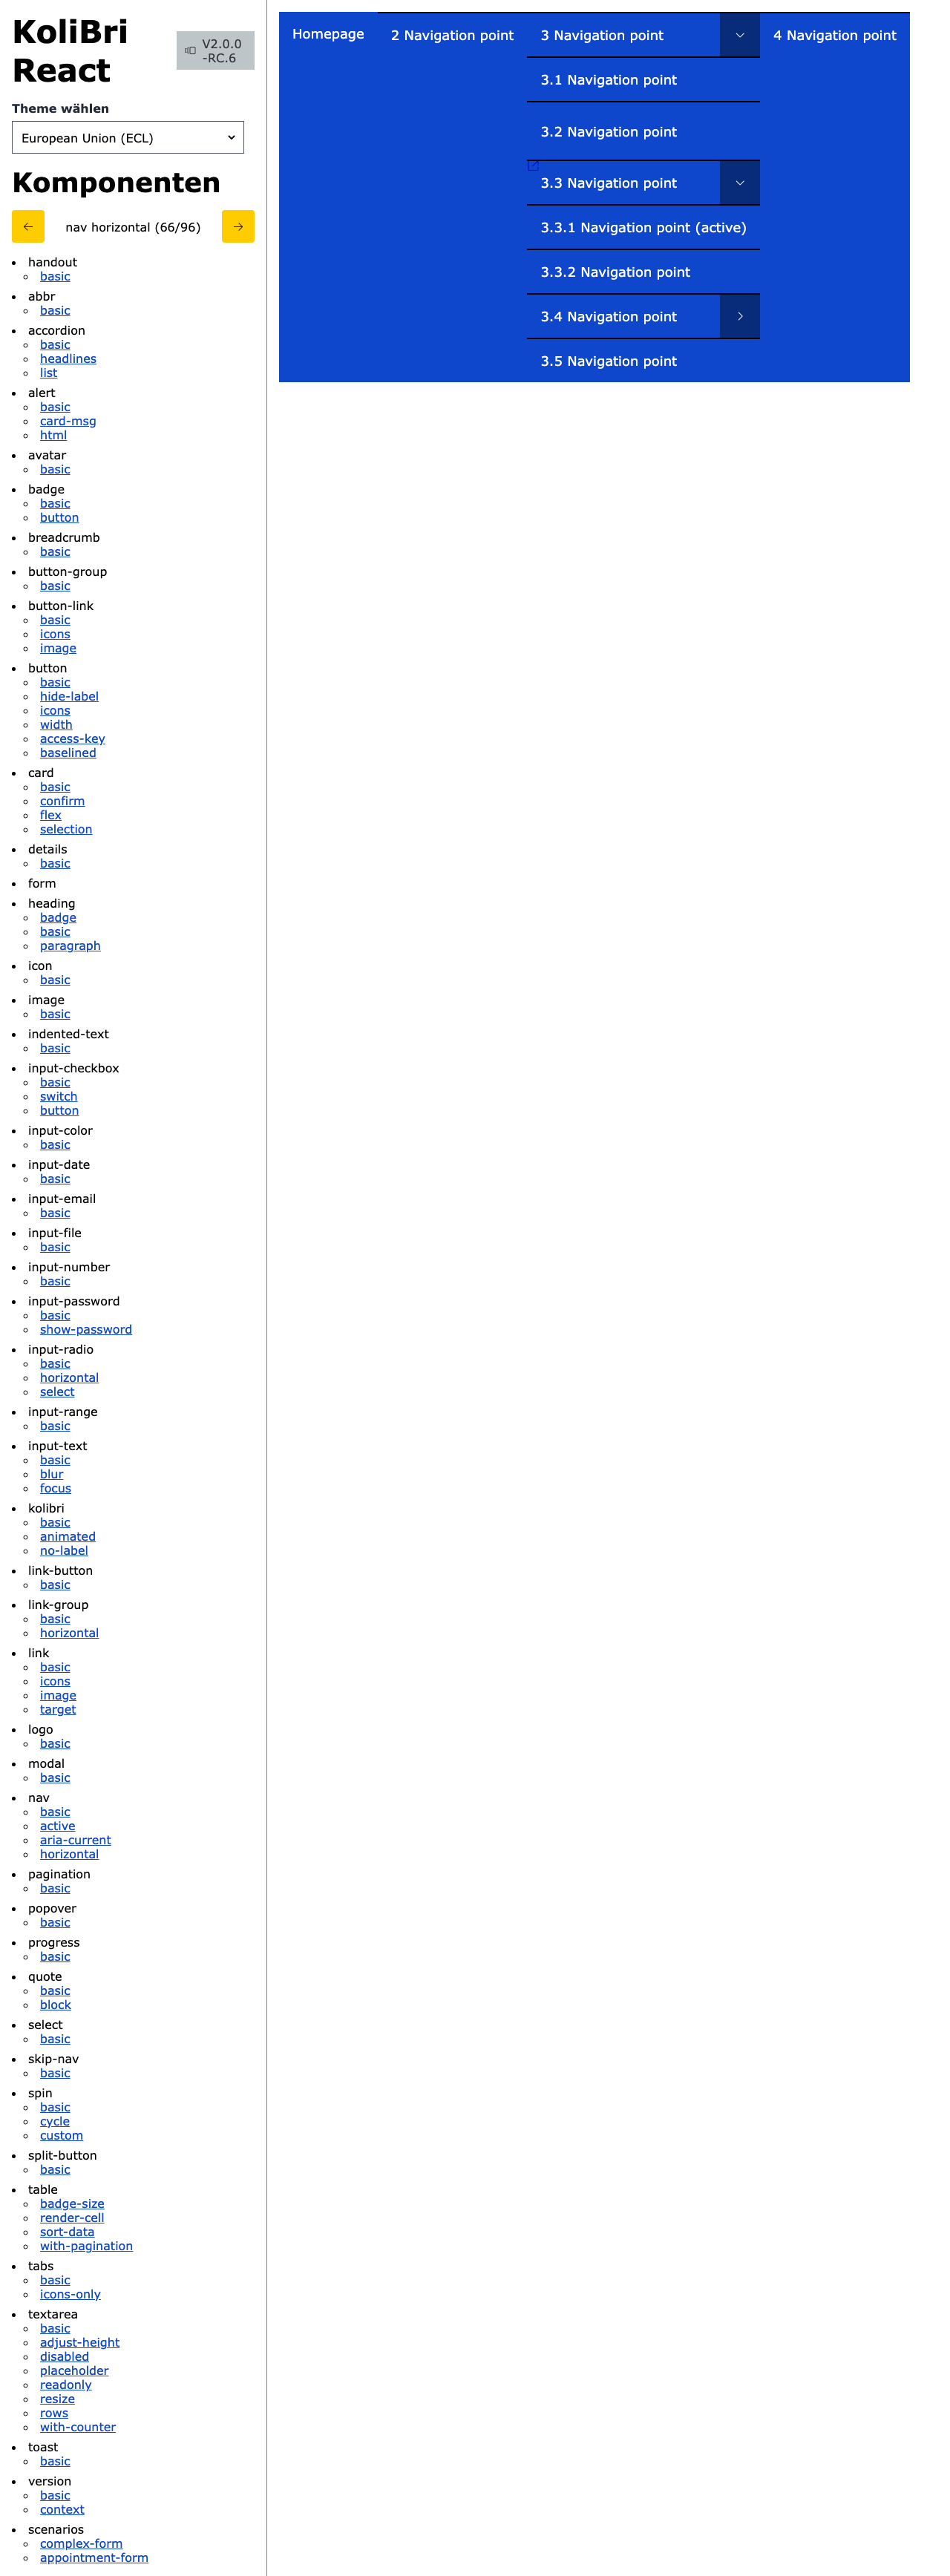 KoliBri
React
V2.0.0
-RC.6
Theme wählen
European Union (ECL)
Komponenten
← nav horizontal (66/96) →
handout
basic
abbr
basic
accordion
basic
headlines
list
alert
basic
card-msg
html
avatar
basic
badge
basic
button
breadcrumb
basic
button-group
basic
button-link
basic
icons
image
button
basic
hide-label
icons
width
access-key
baselined
card
basic
confirm
flex
selection
details
basic
form
heading
badge
basic
paragraph
icon
basic
image
basic
indented-text
basic
input-checkbox
basic
switch
button
input-color
basic
input-date
basic
input-email
basic
input-file
basic
input-number
basic
input-password
basic
show-password
input-radio
basic
horizontal
select
input-range
basic
input-text
basic
blur
focus
kolibri
basic
animated
no-label
link-button
basic
link-group
basic
horizontal
link
basic
icons
image
target
logo
basic
modal
basic
nav
basic
active
aria-current
horizontal
pagination
basic
popover
basic
progress
basic
quote
basic
block
select
basic
skip-nav
basic
spin
basic
cycle
custom
split-button
basic
table
badge-size
render-cell
sort-data
with-pagination
tabs
basic
icons-only
textarea
basic
adjust-height
disabled
placeholder
readonly
resize
rows
with-counter
toast
basic
version
basic
context
scenarios
complex-form
appointment-form
Homepage
2 Navigation point
3 Navigation point
3.1 Navigation point
3.2 Navigation point
3.3 Navigation point
3.3.1 Navigation point (active)
3.3.2 Navigation point
3.4 Navigation point
3.5 Navigation point
4 Navigation point